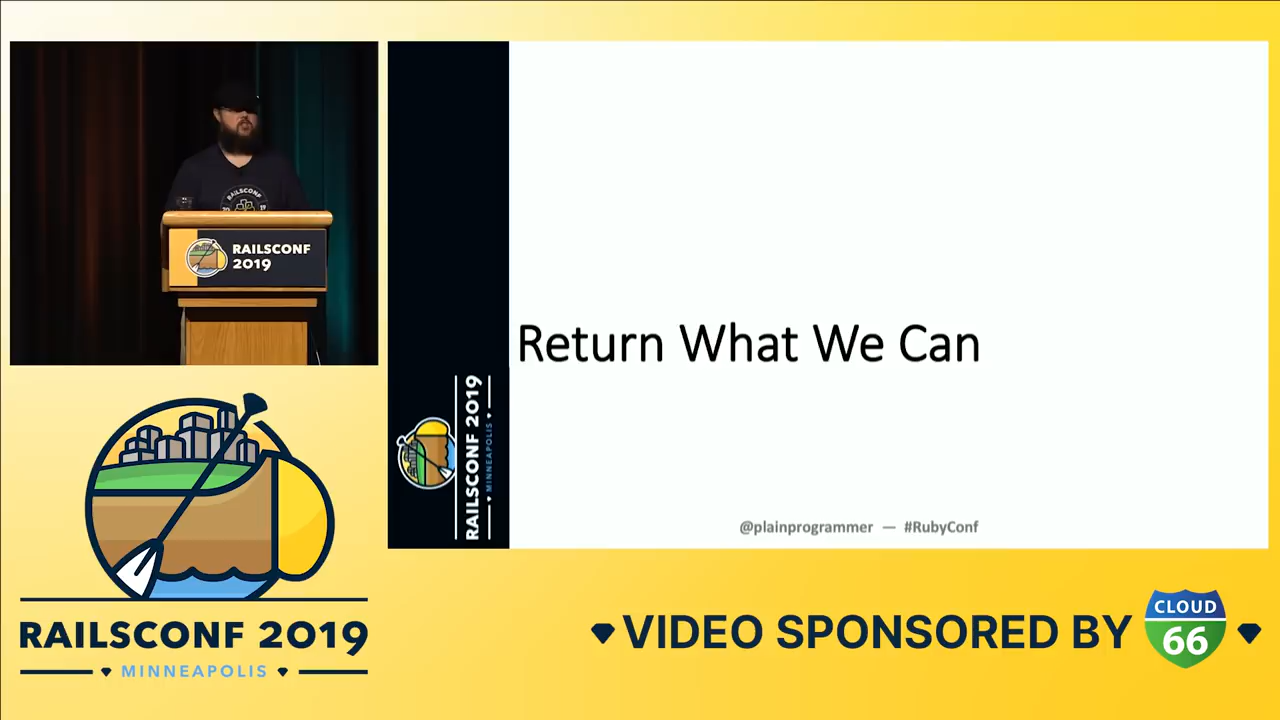 RAILSCONF
RAILSCONF
2019
Return What We Can
RAILSCONF 2019
MINNEAPOLIS
@plainprogrammer — #RubyConf
RAILSCONF 2019
MINNEAPOLIS
VIDEO SPONSORED BY
CLOUD
66